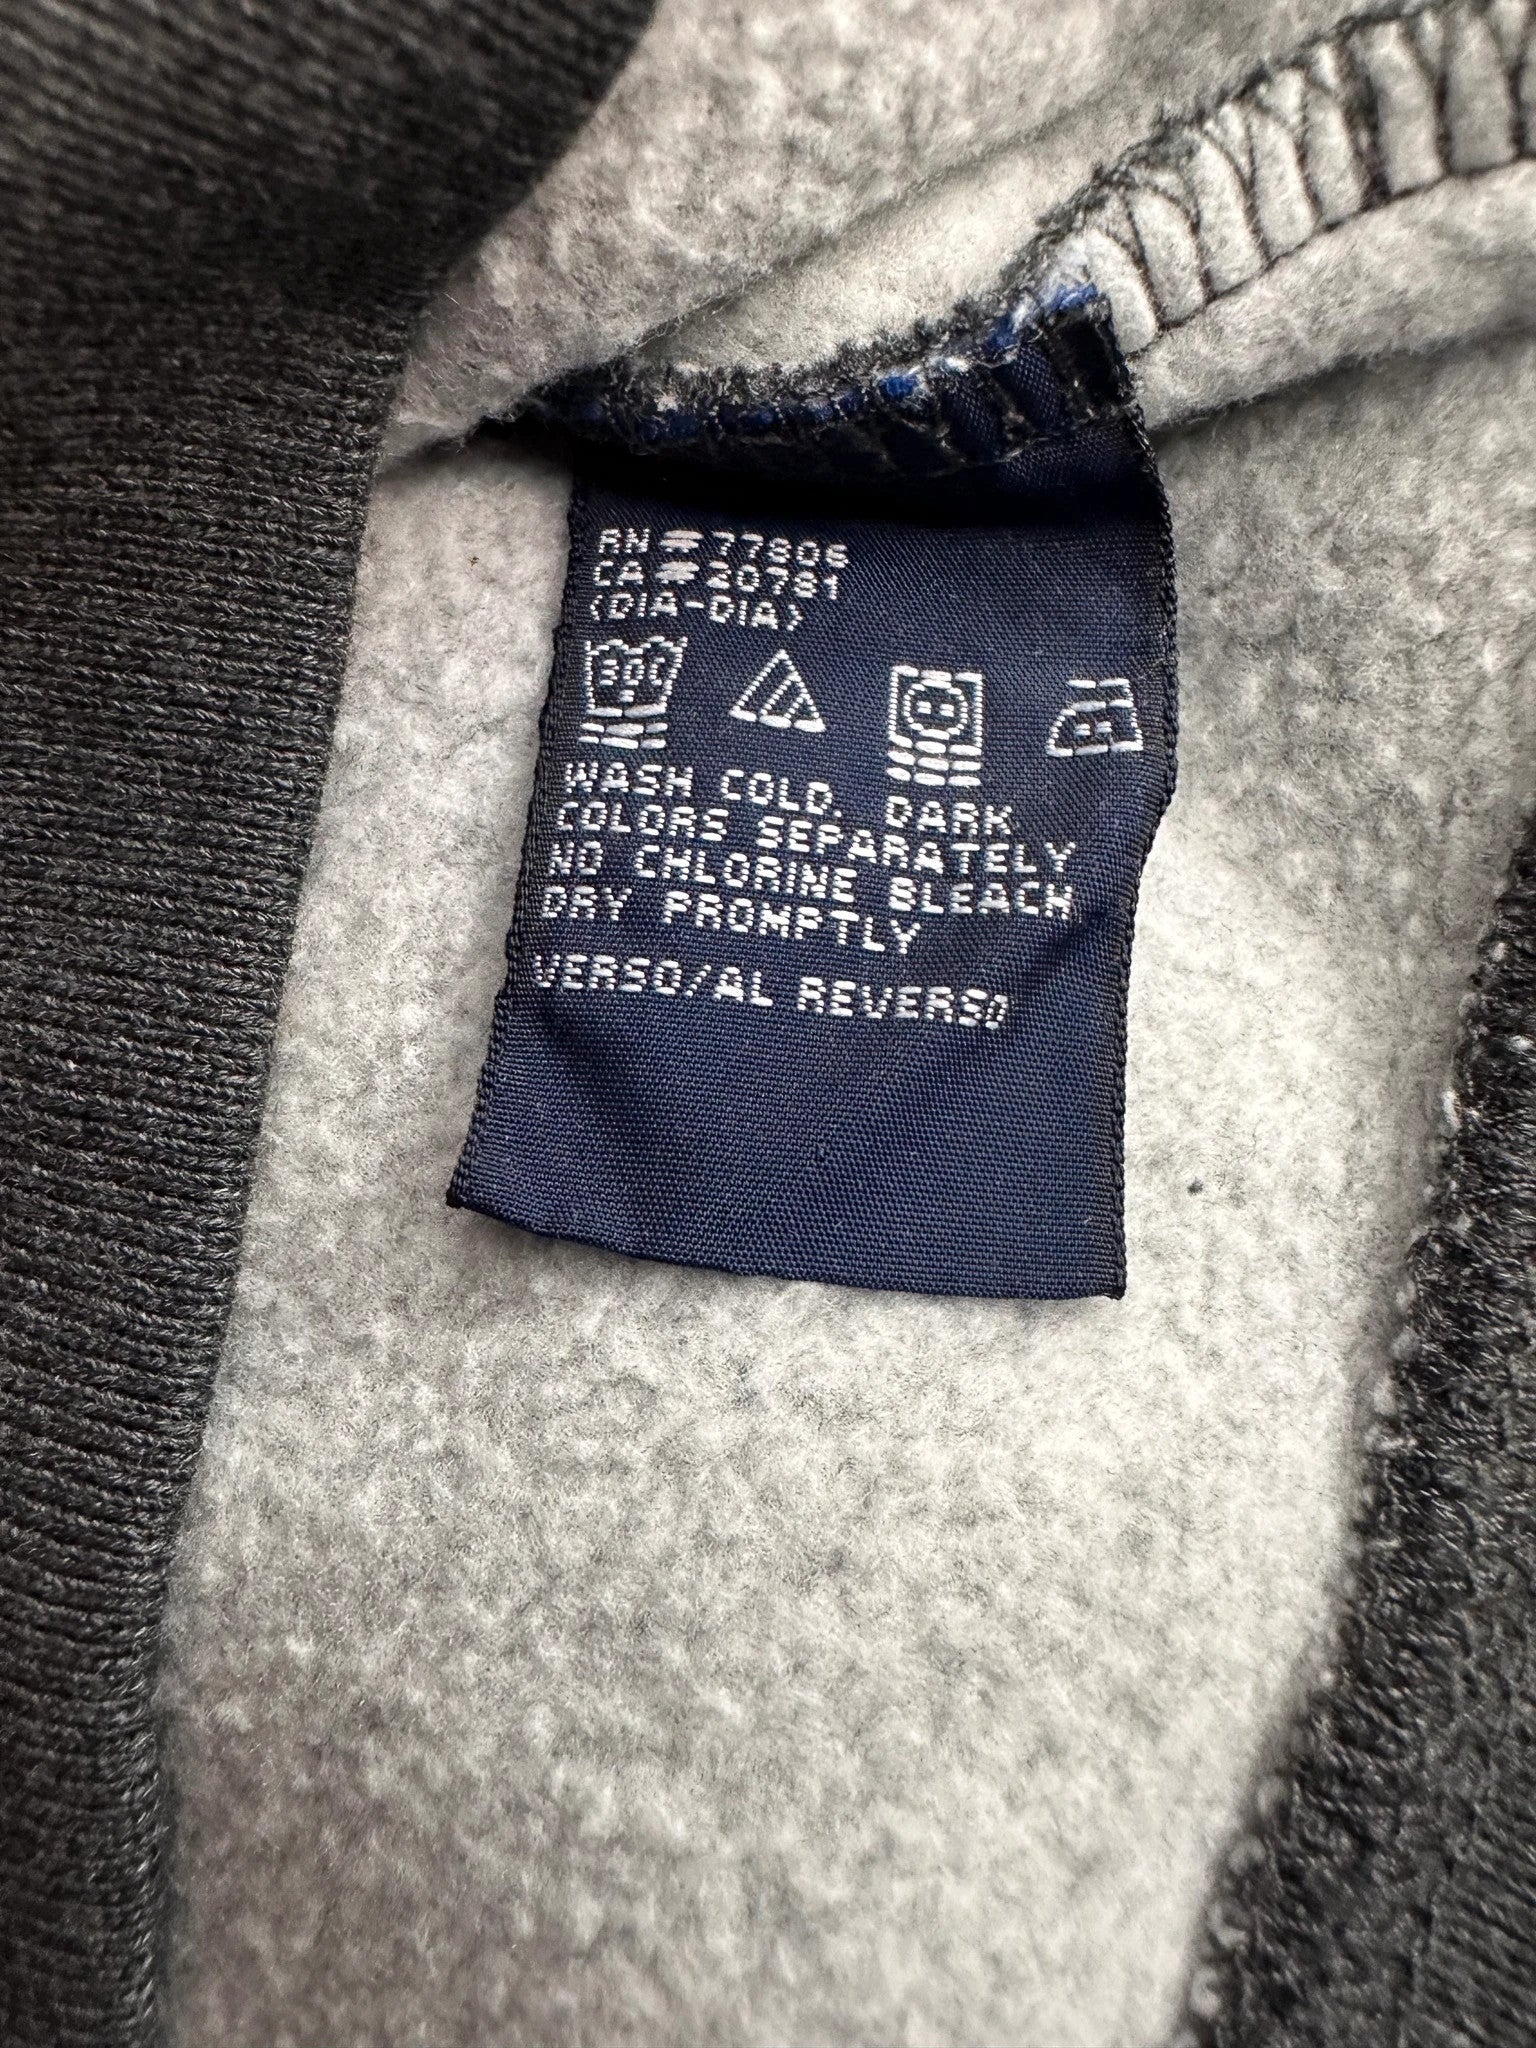 RN # 77806
CA # 20781
(DIA-DIA)
30C
WASH COLD, DARK
COLORS SEPARATELY
NO CHLORINE BLEACH
DRY PROMPTLY
VERSO/AL REVERSO